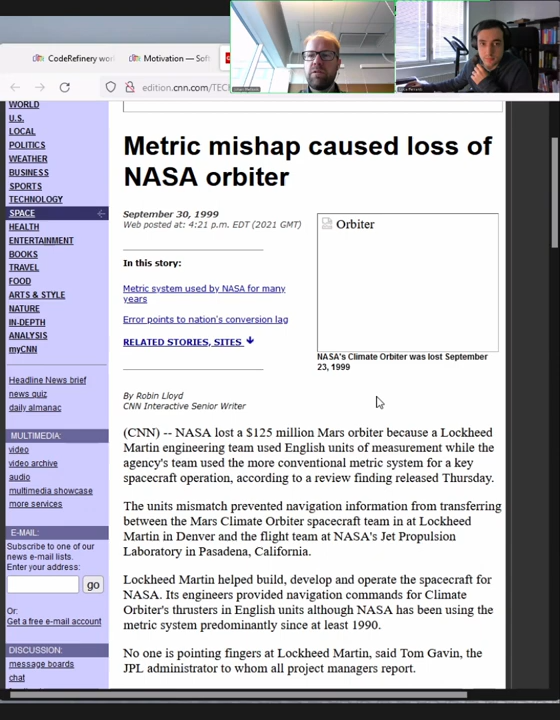 CodeRefinery wor
Motivation — Soft
edition.cnn.com/TEC
WORLD
U.S.
LOCAL
POLITICS
WEATHER
BUSINESS
SPORTS
TECHNOLOGY
SPACE
HEALTH
ENTERTAINMENT
BOOKS
TRAVEL
FOOD
ARTS & STYLE
NATURE
IN-DEPTH
ANALYSIS
myCNN
Headline News brief
news quiz
daily almanac
MULTIMEDIA:
video
video archive
audio
multimedia showcase
more services
E-MAIL:
Subscribe to one of our
news e-mail lists.
Enter your address:
go
Or:
Get a free e-mail account
DISCUSSION:
message boards
chat
Metric mishap caused loss of
NASA orbiter
September 30, 1999
Web posted at: 4:21 p.m. EDT (2021 GMT)
In this story:
Metric system used by NASA for many
years
Error points to nation's conversion lag
RELATED STORIES, SITES
Orbiter
NASA's Climate Orbiter was lost September
23, 1999
By Robin Lloyd
CNN Interactive Senior Writer
(CNN) -- NASA lost a $125 million Mars orbiter because a Lockheed
Martin engineering team used English units of measurement while the
agency's team used the more conventional metric system for a key
spacecraft operation, according to a review finding released Thursday.
The units mismatch prevented navigation information from transferring
between the Mars Climate Orbiter spacecraft team in at Lockheed
Martin in Denver and the flight team at NASA's Jet Propulsion
Laboratory in Pasadena, California.
Lockheed Martin helped build, develop and operate the spacecraft for
NASA. Its engineers provided navigation commands for Climate
Orbiter's thrusters in English units although NASA has been using the
metric system predominantly since at least 1990.
No one is pointing fingers at Lockheed Martin, said Tom Gavin, the
JPL administrator to whom all project managers report.